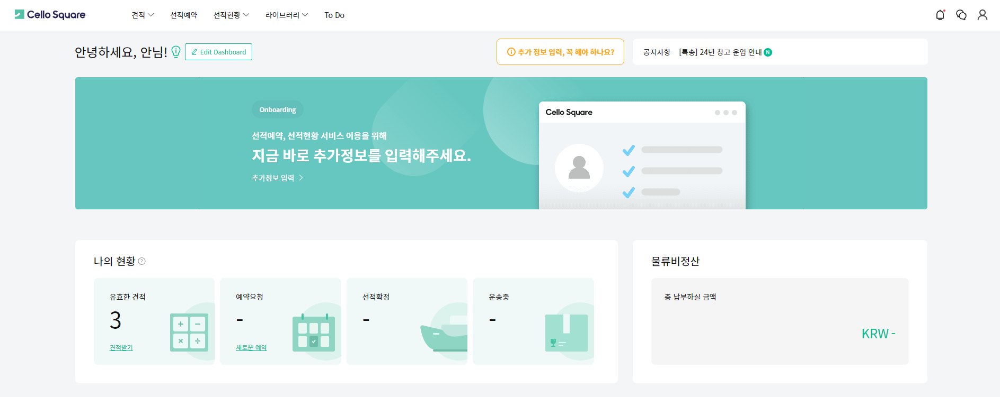 Cello Square
견적
선적예약
선적현황
라이브러리
To Do
안녕하세요, 안님!
Edit Dashboard
추가 정보 입력, 꼭 해야 하나요?
공지사항 [특송] 24년 창고 운임 안내 N
Onboarding
선적예약, 선적현황 서비스 이용을 위해
지금 바로 추가정보를 입력해주세요.
추가정보 입력
Cello Square
나의 현황 ?
유효한 견적
3
견적받기
예약요청
-
새로운 예약
선적확정
-
운송중
-
물류비정산
총 납부하실 금액
KRW -